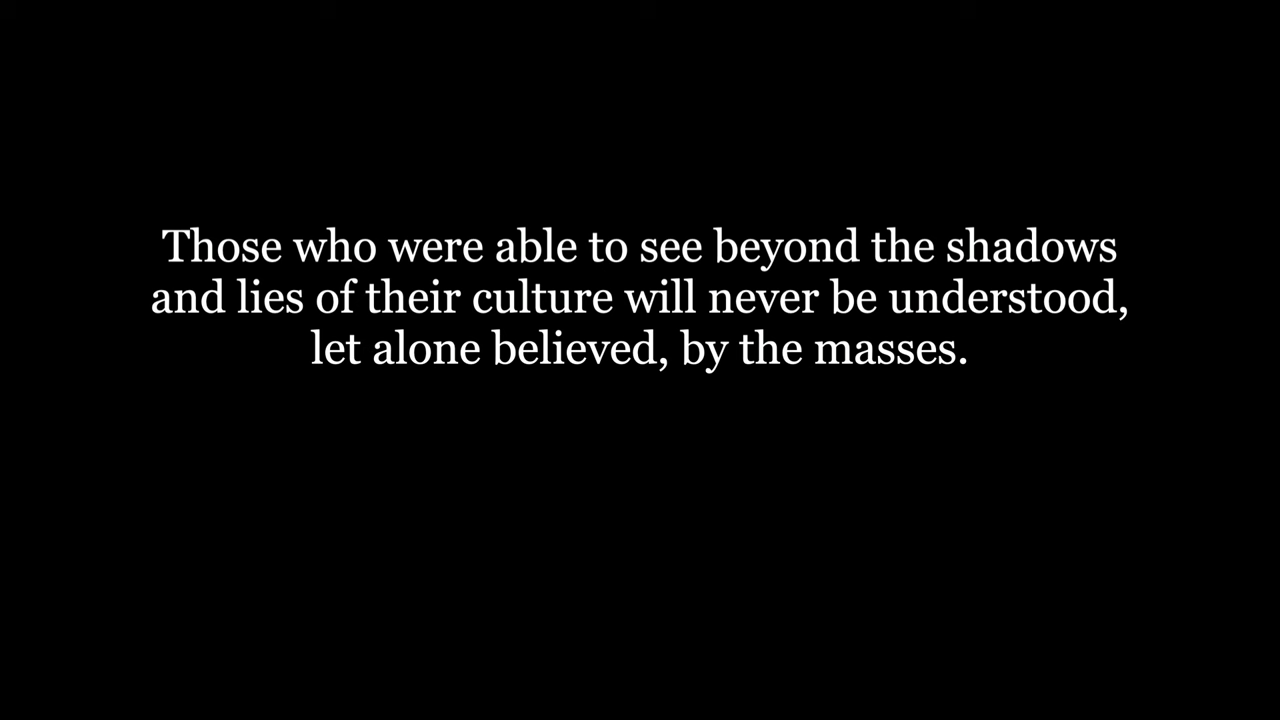 Those who were able to see beyond the shadows
and lies of their culture will never be understood,
let alone believed, by the masses.